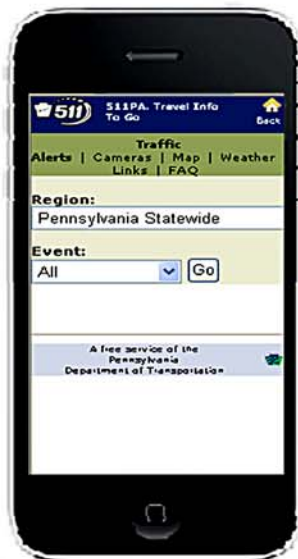 511
511PA. Travel Info
To Go
Back
Traffic
Alerts | Cameras | Map | Weather
Links | FAQ
Region:
Pennsylvania Statewide
Event:
All
Go
A free service of the
Pennsylvania
Department of Transportation